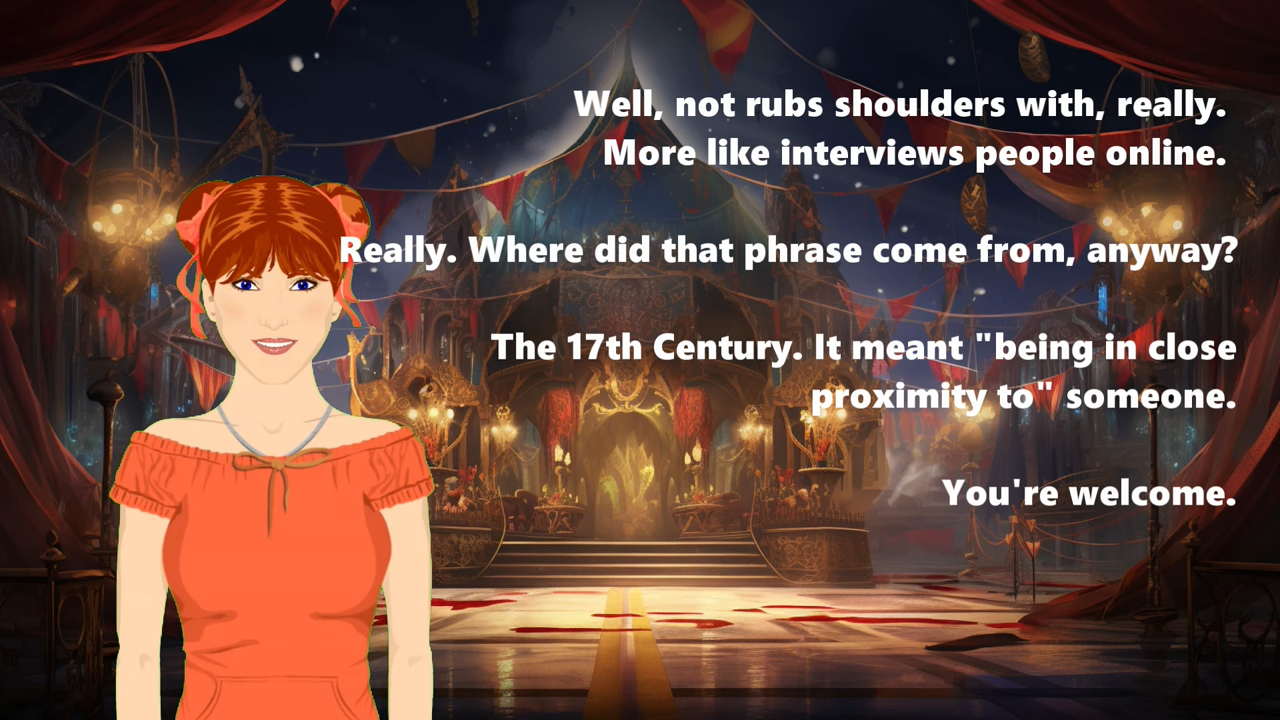 Well, not rubs shoulders with, really.
More like interviews people online.
Really. Where did that phrase come from, anyway?
The 17th Century. It meant "being in close
proximity to" someone.
You're welcome.